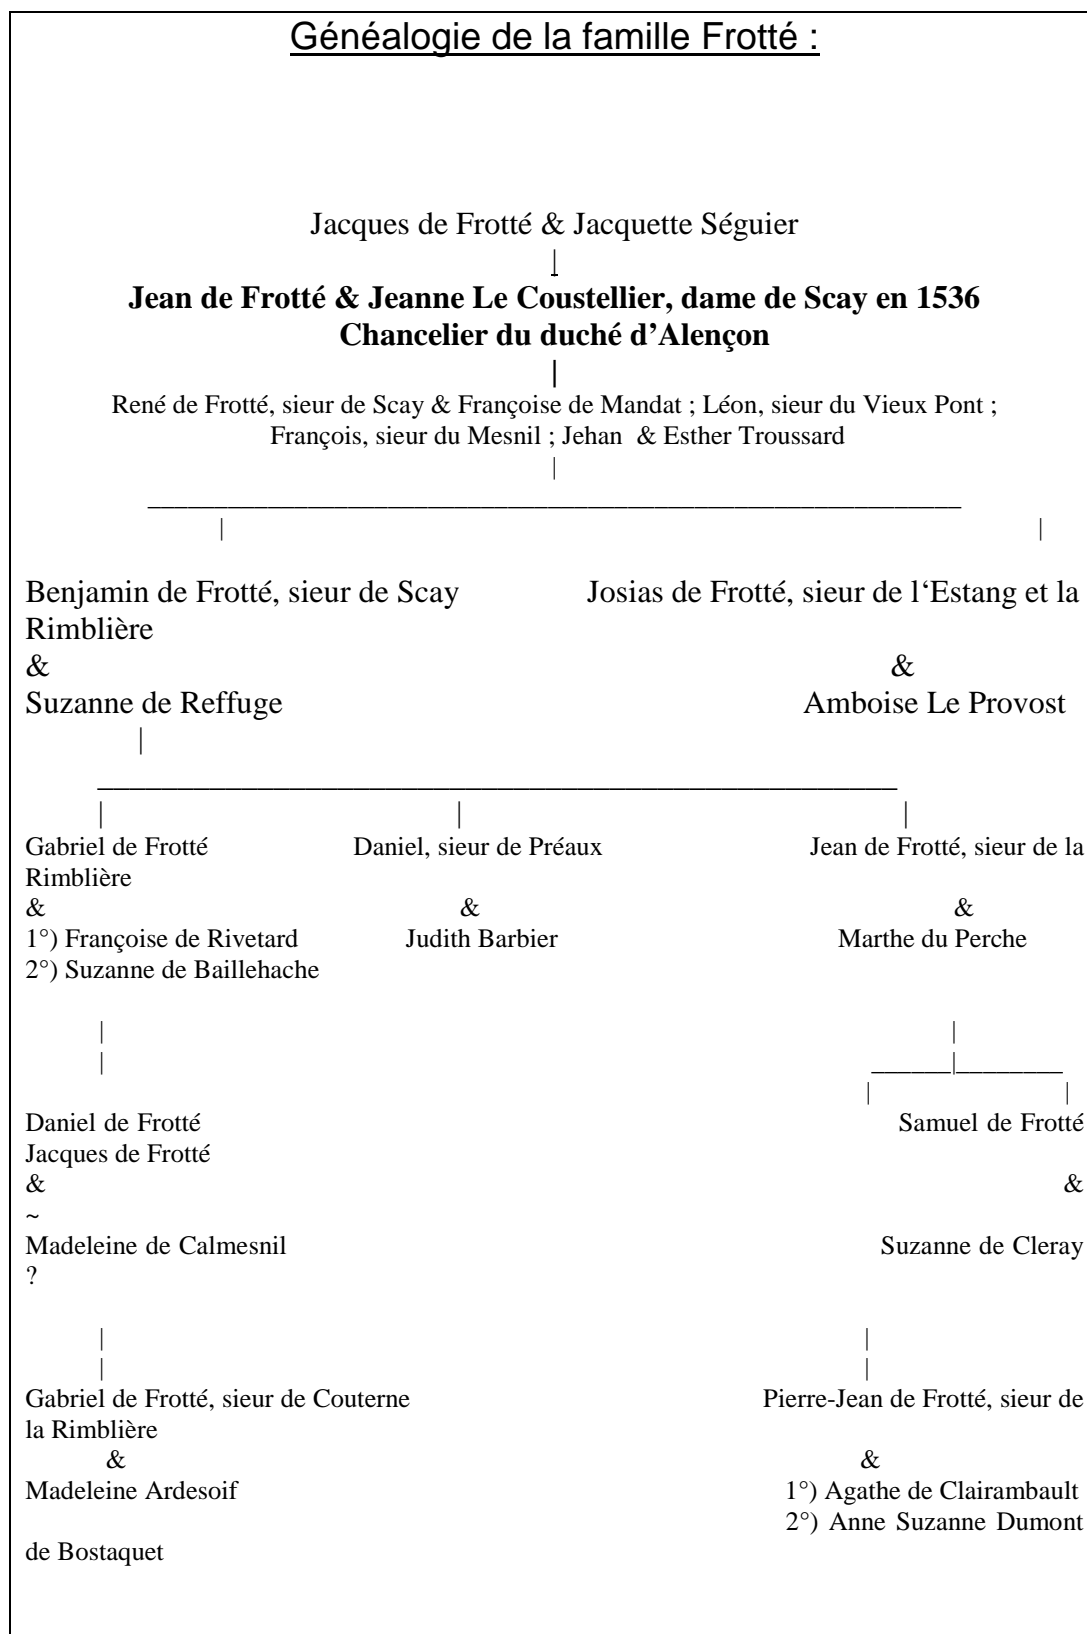 Généalogie de la famille Frotté :
Jacques de Frotté & Jacquette Séguier
|
Jean de Frotté & Jeanne Le Coustellier, dame de Scay en 1536
Chancelier du duché d’Alençon
|
René de Frotté, sieur de Scay & Françoise de Mandat ; Léon, sieur du Vieux Pont ;
François, sieur du Mesnil ; Jehan & Esther Troussard
|
| |
Benjamin de Frotté, sieur de Scay Josias de Frotté, sieur de l‘Estang et la
Rimblière
& &
Suzanne de Reffuge Amboise Le Provost
|
| | |
Gabriel de Frotté Daniel, sieur de Préaux Jean de Frotté, sieur de la
Rimblière
& & &
1°) Françoise de Rivetard Judith Barbier Marthe du Perche
2°) Suzanne de Baillehache
| |
| |
| |
Daniel de Frotté Samuel de Frotté
Jacques de Frotté
& &
~
Madeleine de Calmesnil Suzanne de Cleray
?
| |
| |
Gabriel de Frotté, sieur de Couterne Pierre-Jean de Frotté, sieur de
la Rimblière
& &
Madeleine Ardesoif 1°) Agathe de Clairambault
2°) Anne Suzanne Dumont
de Bostaquet